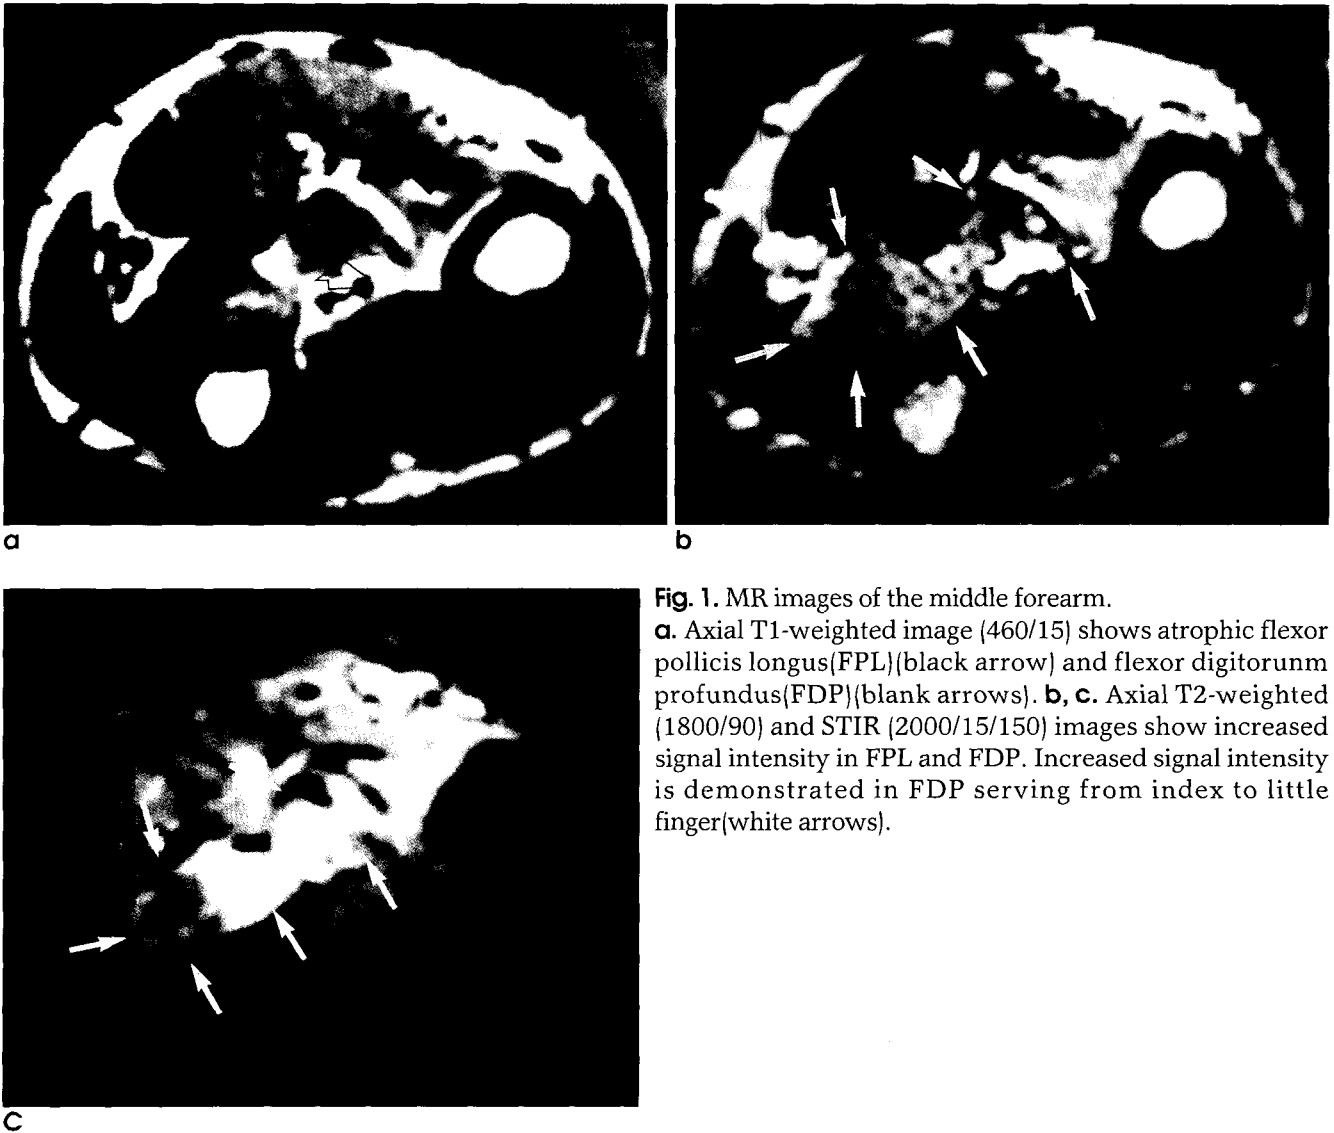 a
b
Fig. 1. MR images of the middle forearm.
a. Axial T1-weighted image (460/15) shows atrophic flexor
pollicis longus(FPL)(black arrow) and flexor digitorunm
profundus(FDP)(blank arrows). b, c. Axial T2-weighted
(1800/90) and STIR (2000/15/150) images show increased
signal intensity in FPL and FDP. Increased signal intensity
is demonstrated in FDP serving from index to little
finger(white arrows).
c